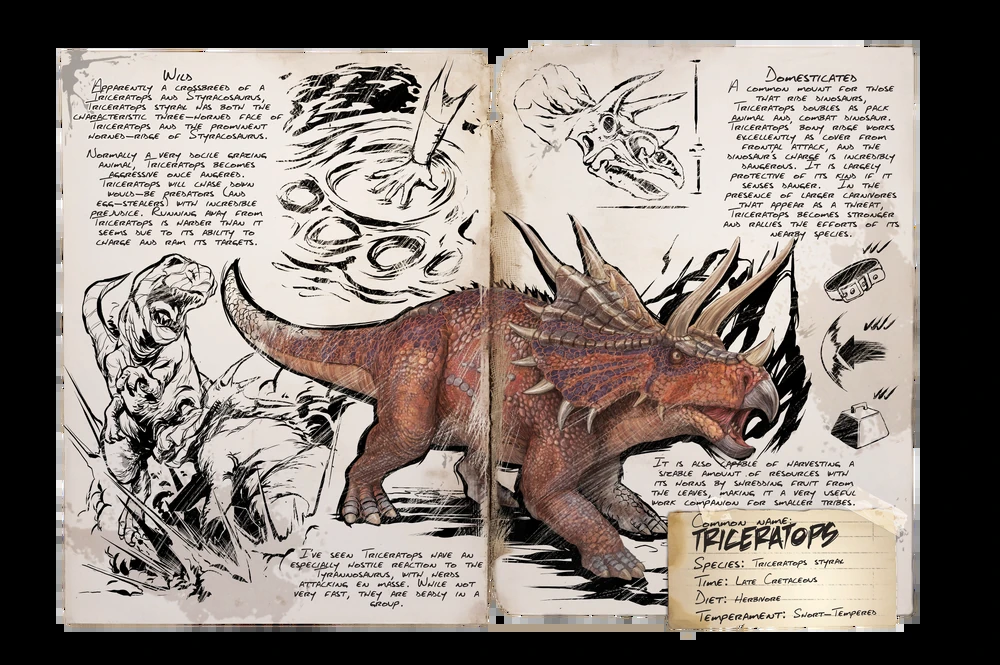 Wild
Apparently a crossbreed of a
Triceratops and Styracosaurus,
Triceratops styrax has both the
characteristic three-horned face of
Triceratops and the prominent
horned-ridge of Styracosaurus.
Normally a very docile grazing
animal, Triceratops becomes
aggressive once angered.
Triceratops will chase down
would-be predators (and
egg-stealers) with incredible
prejudice. Running away from
Triceratops is harder than it
seems due to its ability to
charge and ram its targets.
I've seen Triceratops have an
especially hostile reaction to the
Tyrannosaurus, with herds
attacking en masse. While not
very fast, they are deadly in a
group.
Domesticated
A common mount for those
that ride dinosaurs,
Triceratops doubles as pack
animal and combat dinosaur.
Triceratops' bony ridge works
excellently as cover from
frontal attack, and the
dinosaur's charge is incredibly
dangerous. It is largely
protective of its kind if it
senses danger. In the
presence of larger carnivores
that appear as a threat,
Triceratops becomes stronger
and rallies the efforts of its
nearby species.
It is also capable of harvesting a
sizable amount of resources with
its horns by shredding fruit from
the leaves, making it a very useful
work companion for smaller tribes.
Common name:
Triceratops
Species: Triceratops styrax
Time: Late Cretaceous
Diet: Herbivore
Temperament: Short-Tempered